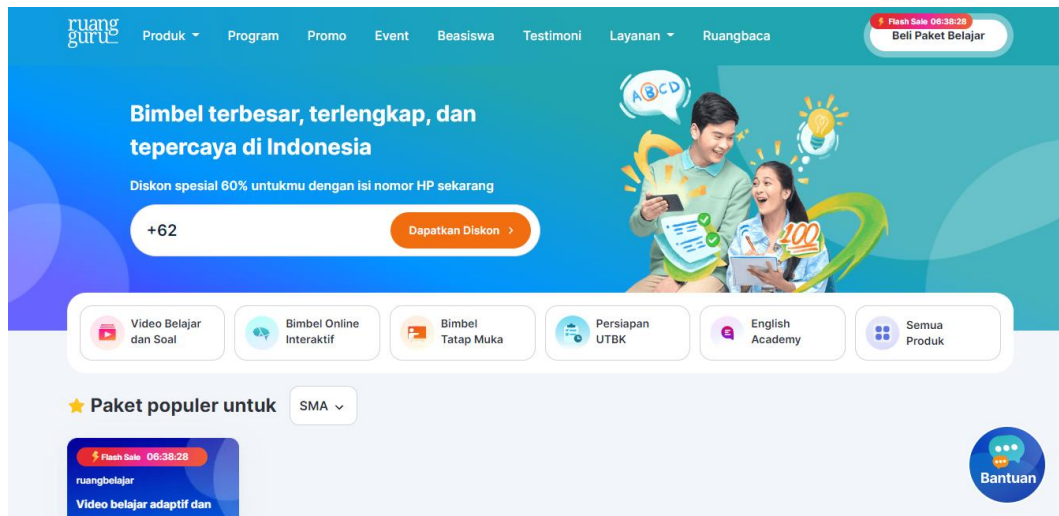 ruang
guru
Produk
Program
Promo
Event
Beasiswa
Testimoni
Layanan
Ruangbaca
Flash Sale 06:38:28
Beli Paket Belajar
ABCD
Bimbel terbesar, terlengkap, dan
tepercaya di Indonesia
Diskon spesial 60% untukmu dengan isi nomor HP sekarang
+62
Dapatkan Diskon
100
Video Belajar
dan Soal
Bimbel Online
Interaktif
Bimbel
Tatap Muka
Persiapan
UTBK
E
English
Academy
Semua
Produk
Paket populer untuk
SMA
Flash Sale 06:38:28
ruangbelajar
Video belajar adaptif dan
Bantuan